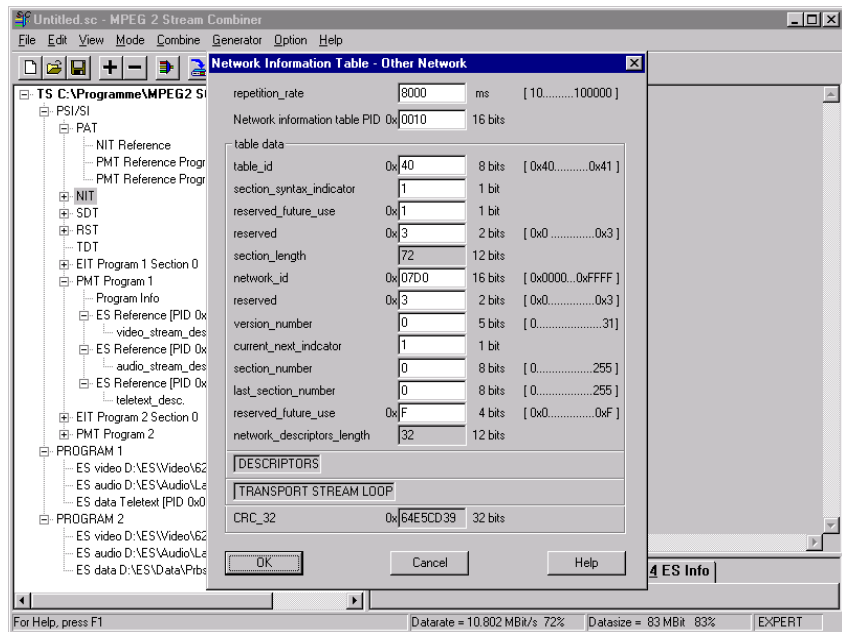 Untitled.sc - MPEG 2 Stream Combiner
File Edit View Mode Combine Generator Option Help
TS C:\Programme\MPEG2 St
PSI/SI
PAT
NIT Reference
PMT Reference Progr
PMT Reference Progr
NIT
SDT
RST
TDT
EIT Program 1 Section 0
PMT Program 1
Program Info
ES Reference [PID 0x
video_stream_des
ES Reference [PID 0x
audio_stream_des
ES Reference [PID 0x
teletext_desc.
EIT Program 2 Section 0
PMT Program 2
PROGRAM 1
ES video D:\ES\Video\62
ES audio D:\ES\Audio\La
ES data Teletext [PID 0x0
PROGRAM 2
ES video D:\ES\Video\62
ES audio D:\ES\Audio\La
ES data D:\ES\Data\Prbs
Network Information Table - Other Network
repetition_rate 8000 ms [ 10..........100000 ]
Network information table PID 0x 0010 16 bits
table data
table_id 0x 40 8 bits [ 0x40...........0x41 ]
section_syntax_indicator 1 1 bit
reserved_future_use 0x 1 1 bit
reserved 0x 3 2 bits [ 0x0 ..............0x3 ]
section_length 72 12 bits
network_id 0x 07D0 16 bits [ 0x0000...0xFFFF ]
reserved 0x 3 2 bits [ 0x0...............0x3 ]
version_number 0 5 bits [ 0......................31]
current_next_indcator 1 1 bit
section_number 0 8 bits [ 0...................255 ]
last_section_number 0 8 bits [ 0...................255 ]
reserved_future_use 0x F 4 bits [ 0x0...............0xF ]
network_descriptors_length 32 12 bits
DESCRIPTORS
TRANSPORT STREAM LOOP
CRC_32 0x 64E5CD39 32 bits
OK Cancel Help
4 ES Info
For Help, press F1 Datarate = 10.802 MBit/s 72% Datasize = 83 MBit 83% EXPERT